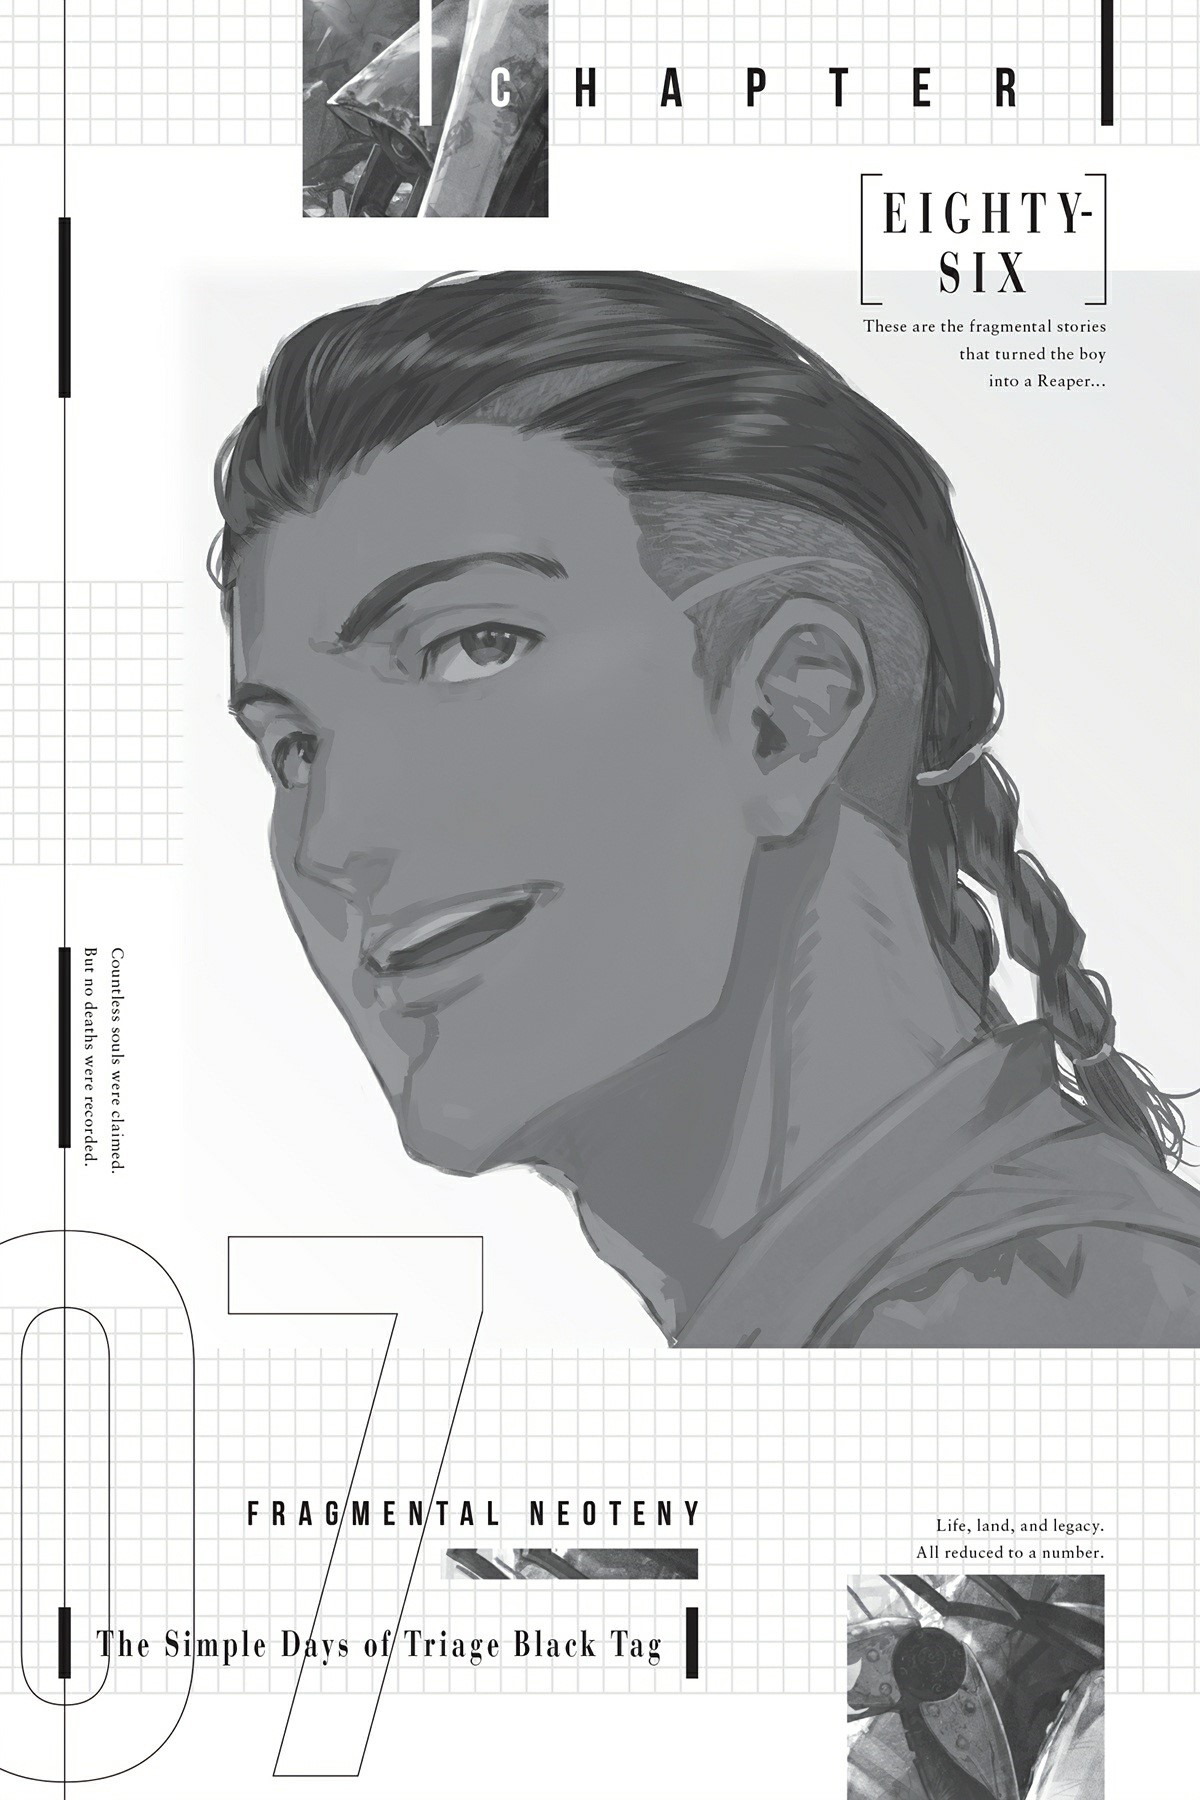 CHAPTER
EIGHTY-
SIX
These are the fragmental stories
that turned the boy
into a Reaper...
Countless souls were claimed.
But no deaths were recorded.
07
FRAGMENTAL NEOTENY
The Simple Days of Triage Black Tag
Life, land, and legacy.
All reduced to a number.